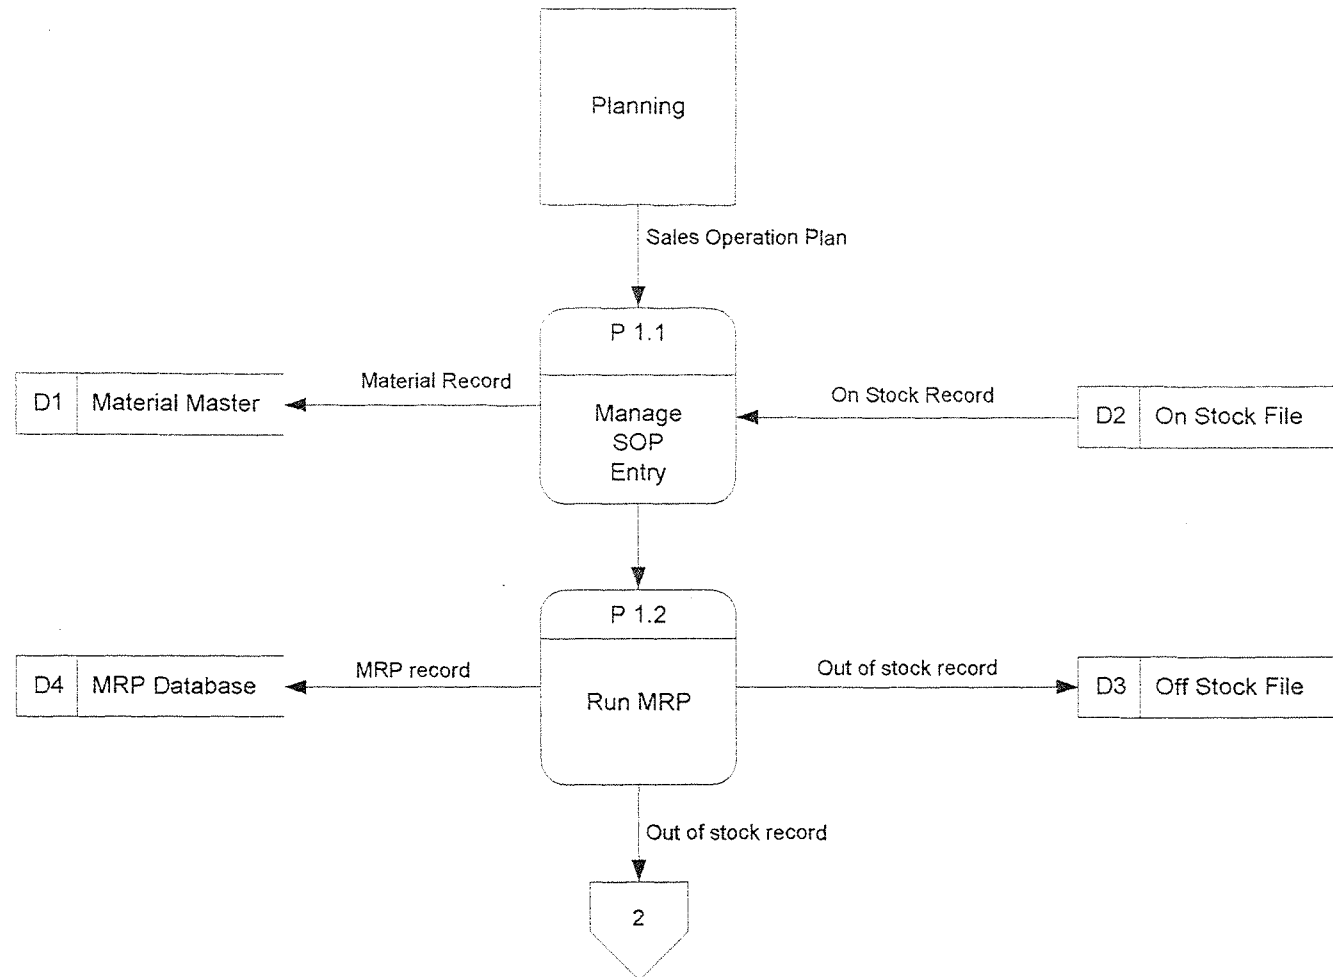 Planning
Sales Operation Plan
P 1.1
Material Record
On Stock Record
D1 Material Master
Manage
SOP
Entry
D2 On Stock File
P 1.2
MRP record
Out of stock record
D4 MRP Database
Run MRP
D3 Off Stock File
Out of stock record
2